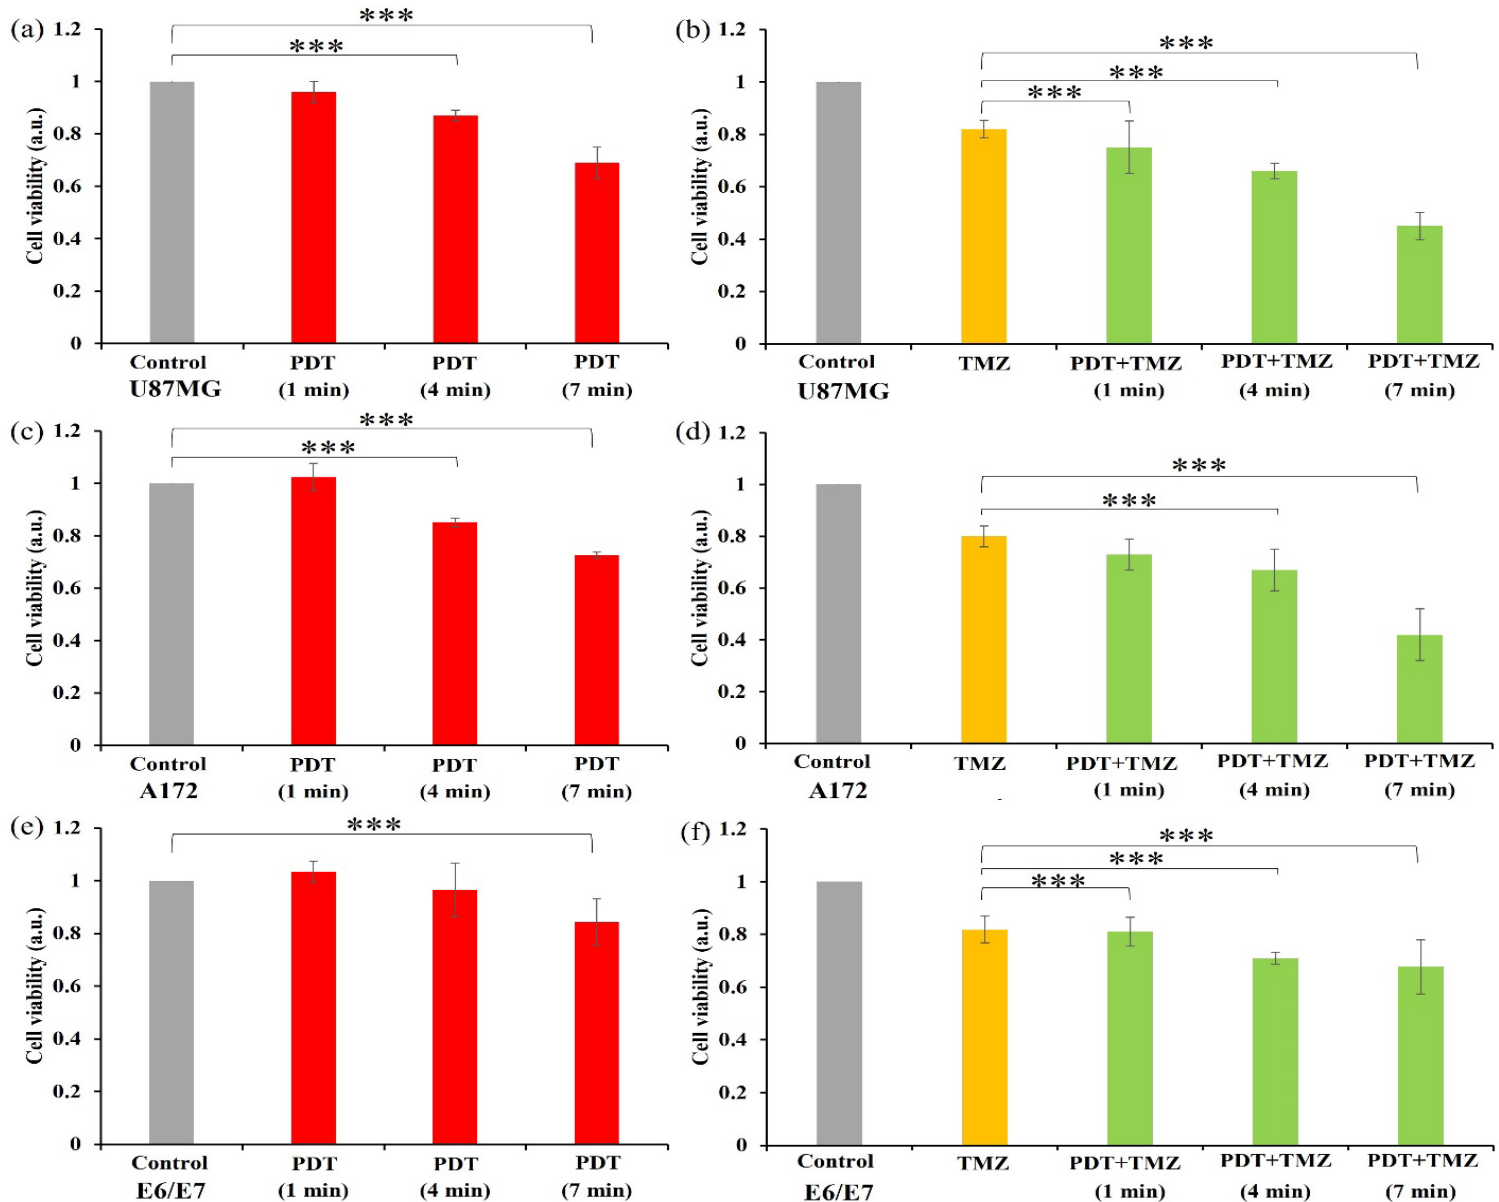 (a)
1.2
1
0.8
0.6
0.4
0.2
0
Cell viability (a.u.)
***
***
Control PDT PDT PDT
U87MG (1 min) (4 min) (7 min)
(b)
1.2
1
0.8
0.6
0.4
0.2
0
Cell viability (a.u.)
***
***
***
Control TMZ PDT+TMZ PDT+TMZ PDT+TMZ
U87MG (1 min) (4 min) (7 min)
(c)
1.2
1
0.8
0.6
0.4
0.2
0
Cell viability (a.u.)
***
***
Control PDT PDT PDT
A172 (1 min) (4 min) (7 min)
(d)
1.2
1
0.8
0.6
0.4
0.2
0
Cell viability (a.u.)
***
***
Control TMZ PDT+TMZ PDT+TMZ PDT+TMZ
A172 (1 min) (4 min) (7 min)
(e)
1.2
1
0.8
0.6
0.4
0.2
0
Cell viability (a.u.)
***
Control PDT PDT PDT
E6/E7 (1 min) (4 min) (7 min)
(f)
1.2
1
0.8
0.6
0.4
0.2
0
Cell viability (a.u.)
***
***
***
Control TMZ PDT+TMZ PDT+TMZ PDT+TMZ
E6/E7 (1 min) (4 min) (7 min)